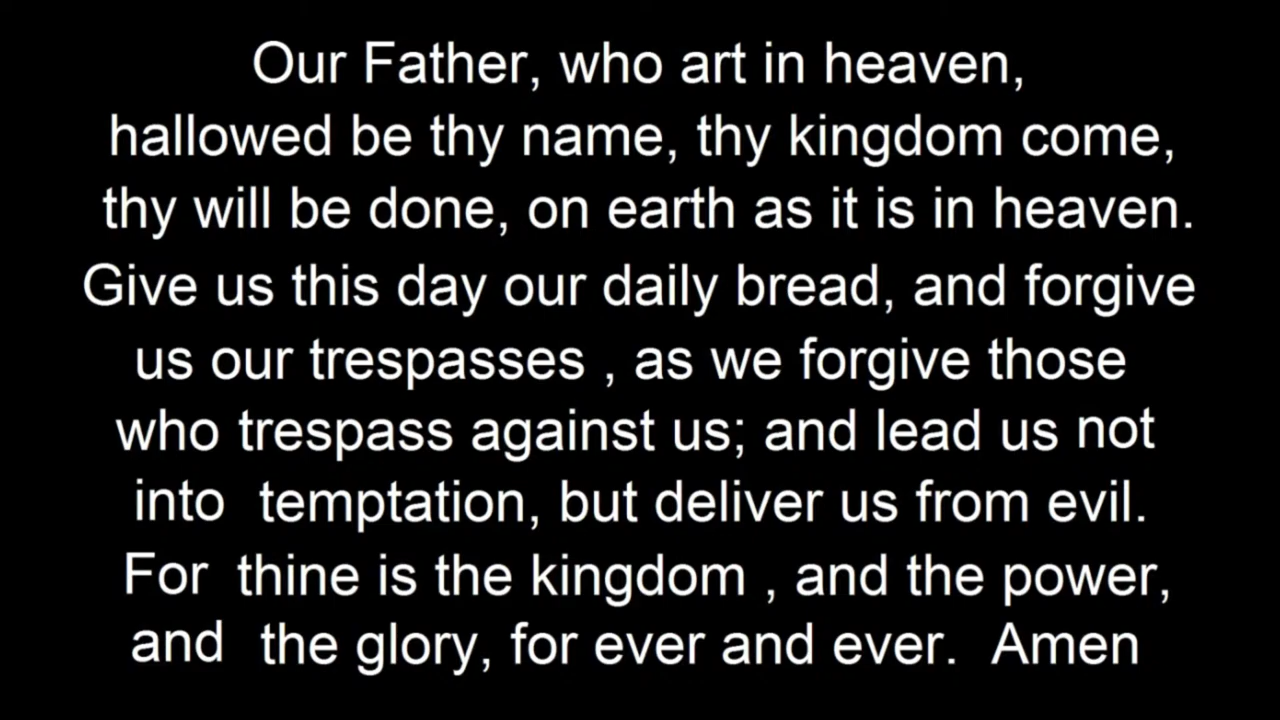 Our Father, who art in heaven,
hallowed be thy name, thy kingdom come,
thy will be done, on earth as it is in heaven.
Give us this day our daily bread, and forgive
us our trespasses , as we forgive those
who trespass against us; and lead us not
into temptation, but deliver us from evil.
For thine is the kingdom , and the power,
and the glory, for ever and ever. Amen